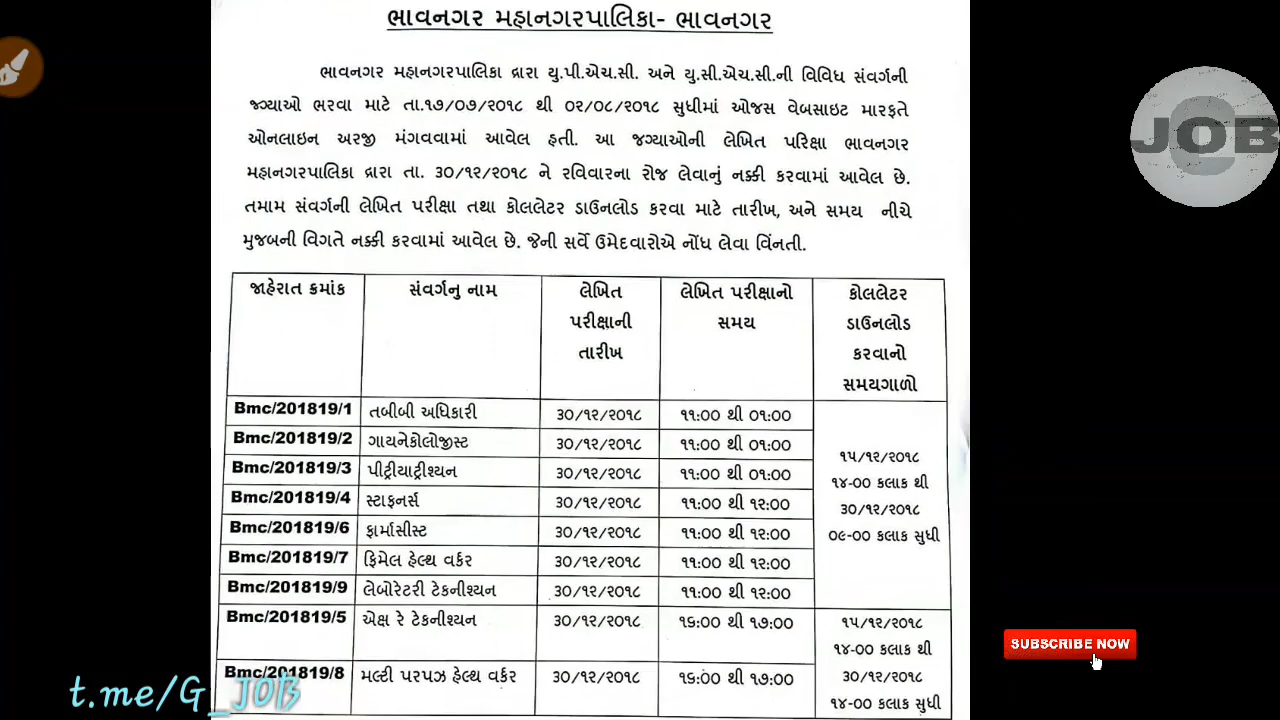 ભાવનગર મહાનગરપાલિકા- ભાવનગર
ભાવનગર મહાનગરપાલિકા દ્રારા યુ.પી.એચ.સી. અને યુ.સી.એચ.સી.ની વિવિધ સંવર્ગની
જગ્યાઓ ભરવા માટે તા.૧૭/૦૭/૨૦૧૮ થી ૦૨/૦૮/૨૦૧૮ સુધીમાં ઓજસ વેબસાઇટ મારફતે
ઓનલાઇન અરજી મંગવવામાં આવેલ હતી. આ જગ્યાઓની લેખિત પરિક્ષા ભાવનગર
મહાનગરપાલિકા દ્રારા તા. ૩૦/૧૨/૨૦૧૮ ને રવિવારના રોજ લેવાનું નક્કી કરવામાં આવેલ છે.
તમામ સંવર્ગની લેખિત પરીક્ષા તથા કોલલેટર ડાઉનલોડ કરવા માટે તારીખ, અને સમય નીચે
મુજબની વિગતે નક્કી કરવામાં આવેલ છે. જેની સર્વે ઉમેદવારોએ નોંધ લેવા વિંનતી.
જાહેરાત ક્રમાંક સંવર્ગનુ નામ લેખિત પરીક્ષાની તારીખ લેખિત પરીક્ષાનો સમય કોલલેટર ડાઉનલોડ કરવાનો સમયગાળો
Bmc/201819/1 તબીબી અધિકારી ૩૦/૧૨/૨૦૧૮ ૧૧:૦૦ થી ૦૧:૦૦
Bmc/201819/2 ગાયનેકોલોજીસ્ટ ૩૦/૧૨/૨૦૧૮ ૧૧:૦૦ થી ૦૧:૦૦
Bmc/201819/3 પીટ્રીયાટ્રીશ્યન ૩૦/૧૨/૨૦૧૮ ૧૧:૦૦ થી ૦૧:૦૦
Bmc/201819/4 સ્ટાફનર્સ ૩૦/૧૨/૨૦૧૮ ૧૧:૦૦ થી ૧૨:૦૦
Bmc/201819/6 ફાર્માસીસ્ટ ૩૦/૧૨/૨૦૧૮ ૧૧:૦૦ થી ૧૨:૦૦
Bmc/201819/7 ફિમેલ હેલ્થ વર્કર ૩૦/૧૨/૨૦૧૮ ૧૧:૦૦ થી ૧૨:૦૦
Bmc/201819/9 લેબોરેટરી ટેકનીશ્યન ૩૦/૧૨/૨૦૧૮ ૧૧:૦૦ થી ૧૨:૦૦
૧૫/૧૨/૨૦૧૮
૧૪-૦૦ કલાક થી
૩૦/૧૨/૨૦૧૮
૦૯-૦૦ કલાક સુધી
Bmc/201819/5 એક્ષ રે ટેકનીશ્યન ૩૦/૧૨/૨૦૧૮ ૧૬:૦૦ થી ૧૭:૦૦
Bmc/201819/8 મલ્ટી પરપઝ હેલ્થ વર્કર ૩૦/૧૨/૨૦૧૮ ૧૬:૦૦ થી ૧૭:૦૦
૧૫/૧૨/૨૦૧૮
૧૪-૦૦ કલાક થી
૩૦/૧૨/૨૦૧૮
૧૪-૦૦ કલાક સુધી
t.me/G_JOB
G JOB
SUBSCRIBE NOW